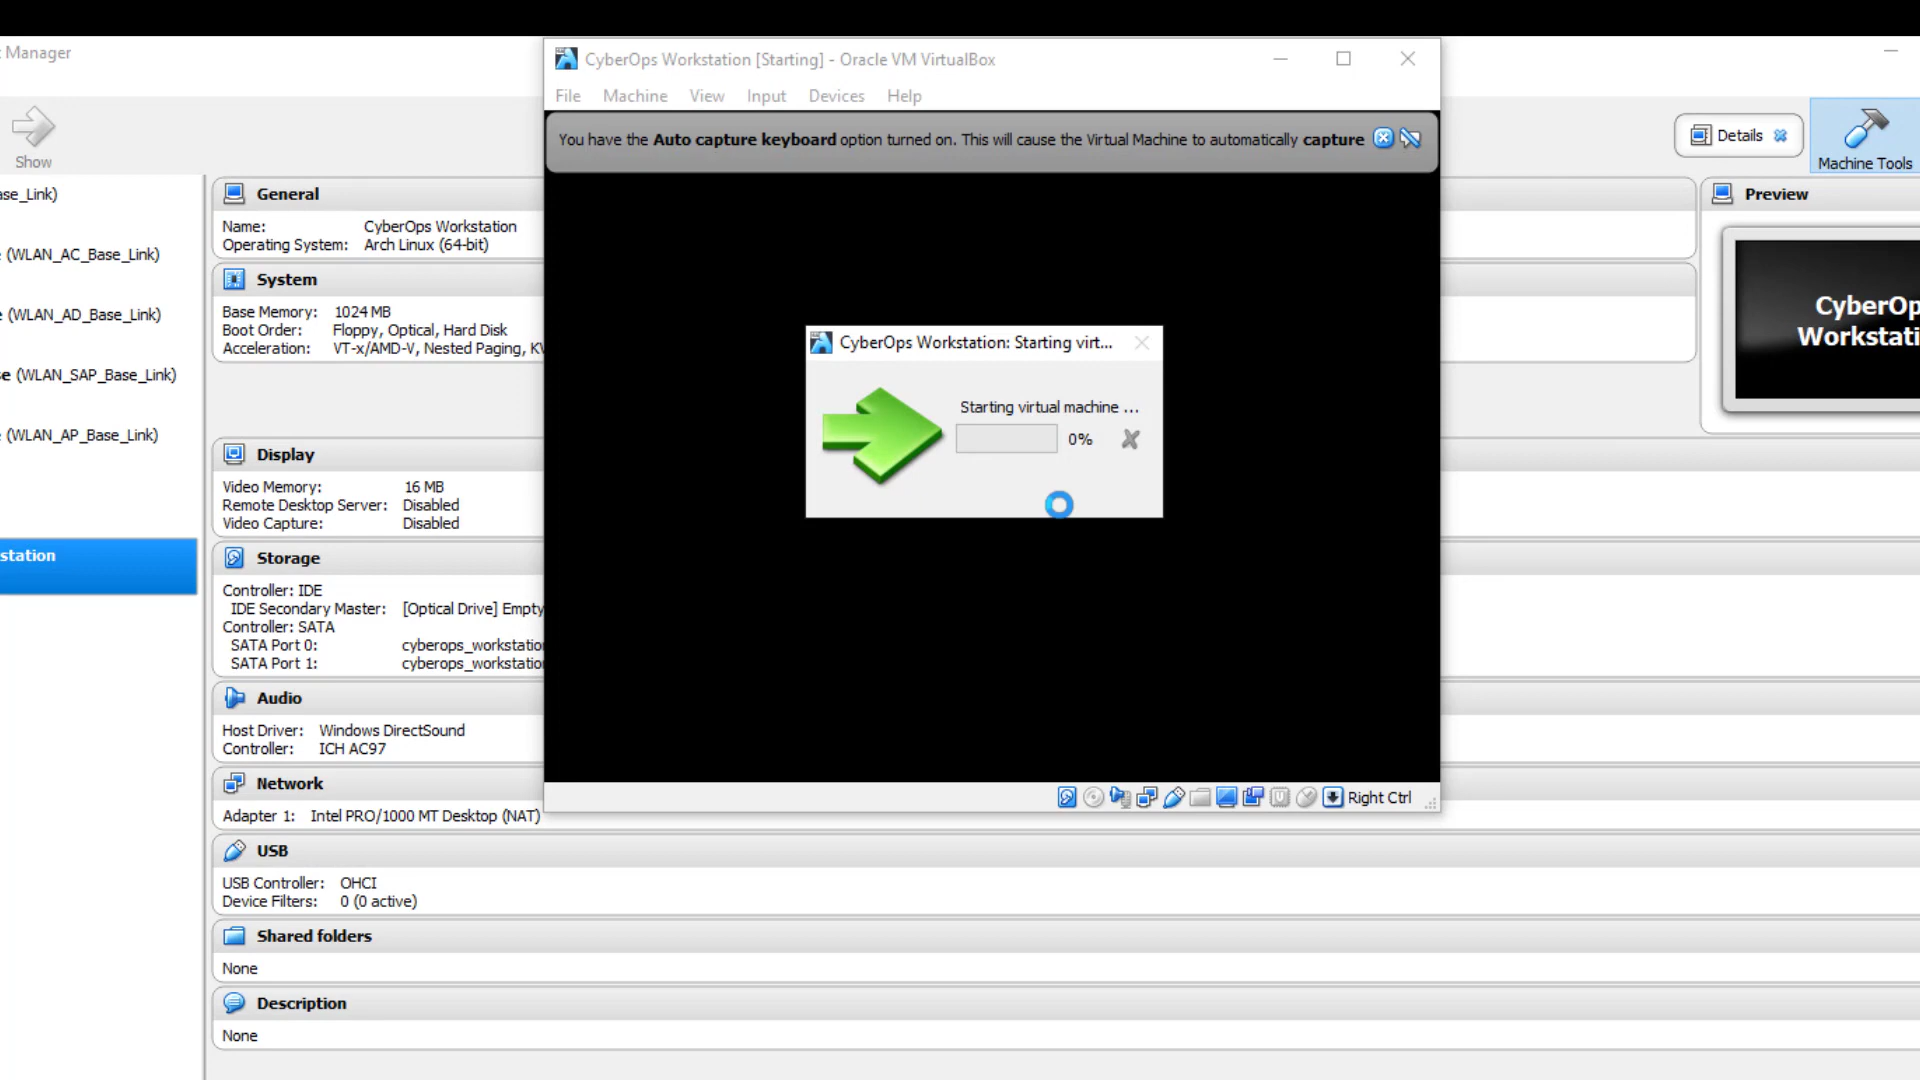 Manager
Show
ase_Link)
(WLAN_AC_Base_Link)
e (WLAN_AD_Base_Link)
se (WLAN_SAP_Base_Link)
(WLAN_AP_Base_Link)
station
General
Name: CyberOps Workstation
Operating System: Arch Linux (64-bit)
System
Base Memory: 1024 MB
Boot Order: Floppy, Optical, Hard Disk
Acceleration: VT-x/AMD-V, Nested Paging, KV
Display
Video Memory: 16 MB
Remote Desktop Server: Disabled
Video Capture: Disabled
Storage
Controller: IDE
IDE Secondary Master: [Optical Drive] Empty
Controller: SATA
SATA Port 0: cyberops_workstation
SATA Port 1: cyberops_workstation
Audio
Host Driver: Windows DirectSound
Controller: ICH AC97
Network
Adapter 1: Intel PRO/1000 MT Desktop (NAT)
USB
USB Controller: OHCI
Device Filters: 0 (0 active)
Shared folders
None
Description
None
CyberOps Workstation [Starting] - Oracle VM VirtualBox
File Machine View Input Devices Help
You have the Auto capture keyboard option turned on. This will cause the Virtual Machine to automatically capture
CyberOps Workstation: Starting virt...
Starting virtual machine ...
0%
Right Ctrl
Details
Machine Tools
Preview
CyberOp
Workstati